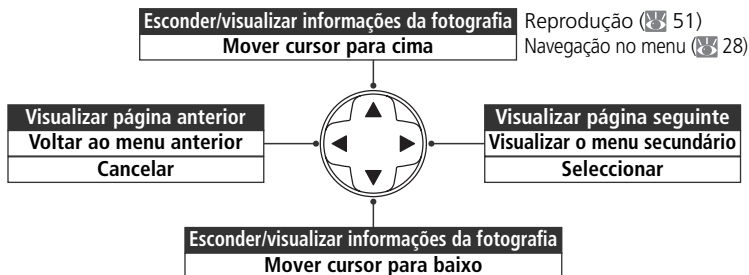 Esconder/visualizar informações da fotografia Reprodução (51)
Mover cursor para cima Navegação no menu (28)
Visualizar página anterior
Voltar ao menu anterior
Cancelar
Visualizar página seguinte
Visualizar o menu secundário
Seleccionar
Esconder/visualizar informações da fotografia
Mover cursor para baixo